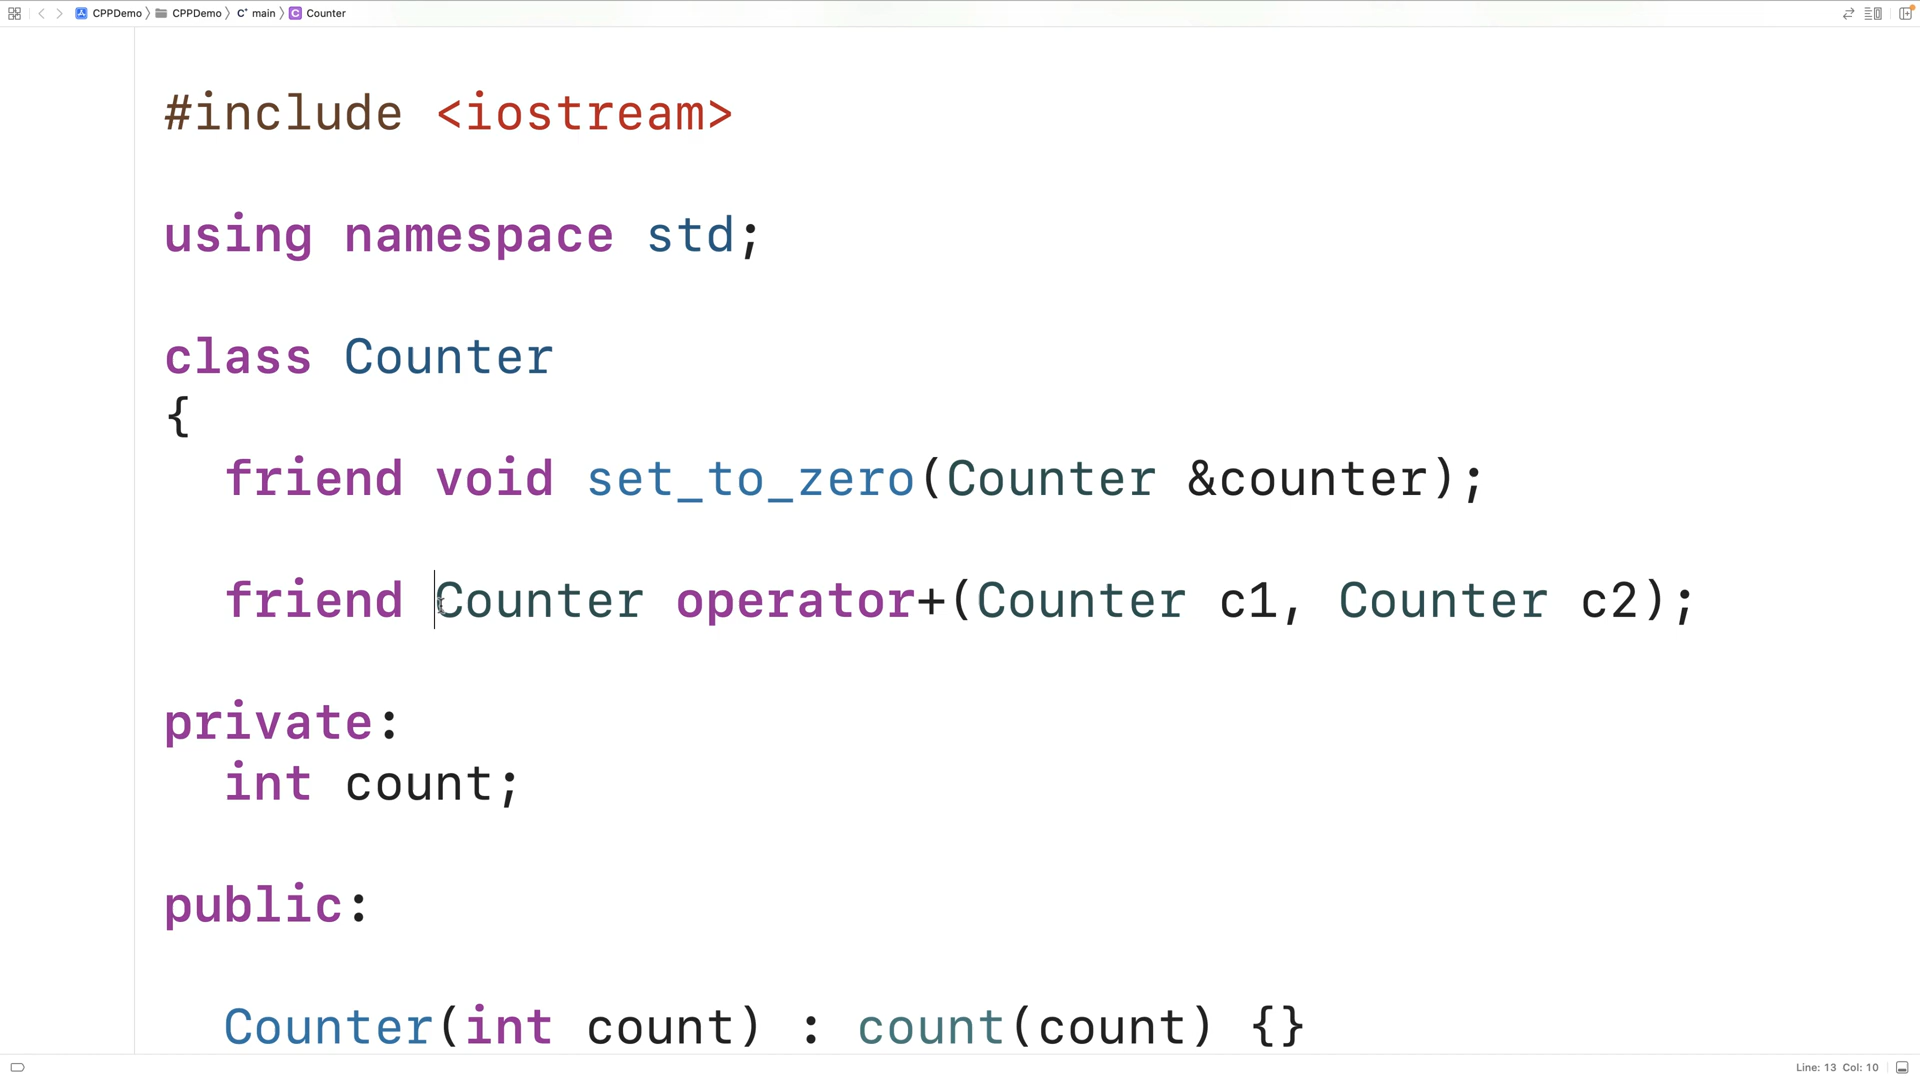 CPPDemo 〉 CPPDemo 〉 C⁺ main 〉 C Counter
#include <iostream>
using namespace std;
class Counter
{
friend void set_to_zero(Counter &counter);
friend Counter operator+(Counter c1, Counter c2);
private:
int count;
public:
Counter(int count) : count(count) {}
Line: 13 Col: 10